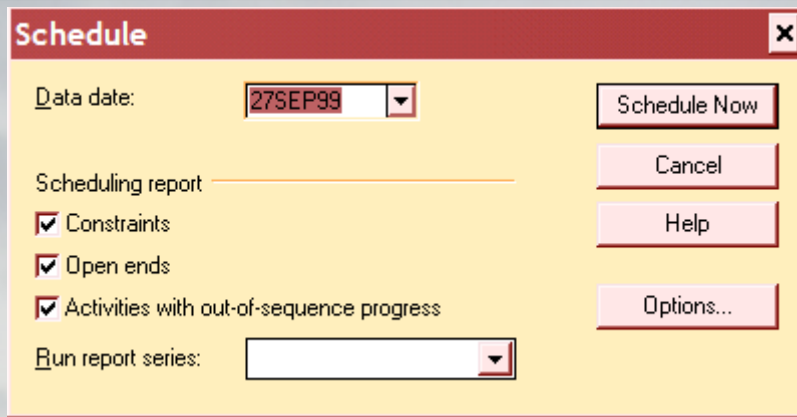 Schedule
Data date:
27SEP99
Schedule Now
Cancel
Scheduling report
Constraints
Help
Open ends
Activities with out-of-sequence progress
Options...
Run report series: